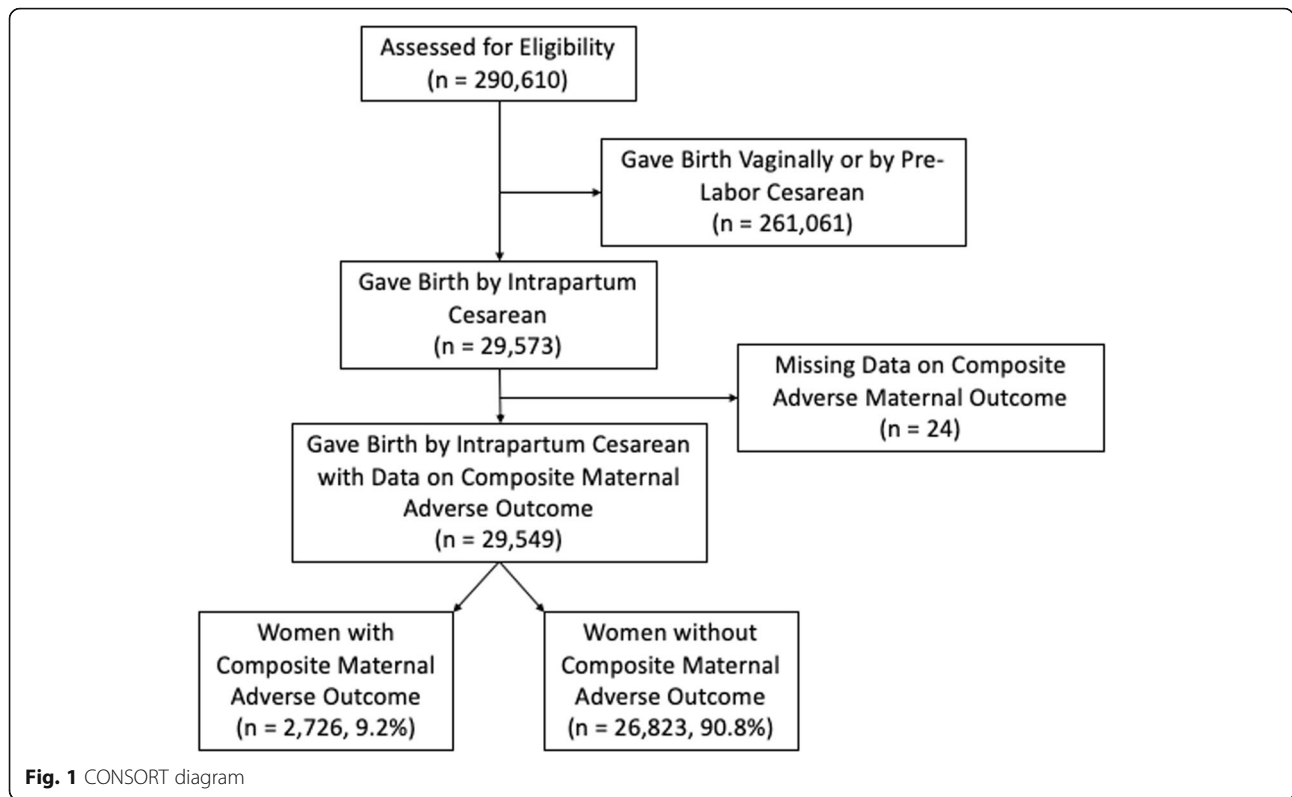 Assessed for Eligibility
(n = 290,610)
Gave Birth Vaginally or by Pre-
Labor Cesarean
(n = 261,061)
Gave Birth by Intrapartum
Cesarean
(n = 29,573)
Missing Data on Composite
Adverse Maternal Outcome
(n = 24)
Gave Birth by Intrapartum Cesarean
with Data on Composite Maternal
Adverse Outcome
(n = 29,549)
Women with
Composite Maternal
Adverse Outcome
(n = 2,726, 9.2%)
Women without
Composite Maternal
Adverse Outcome
(n = 26,823, 90.8%)
Fig. 1 CONSORT diagram